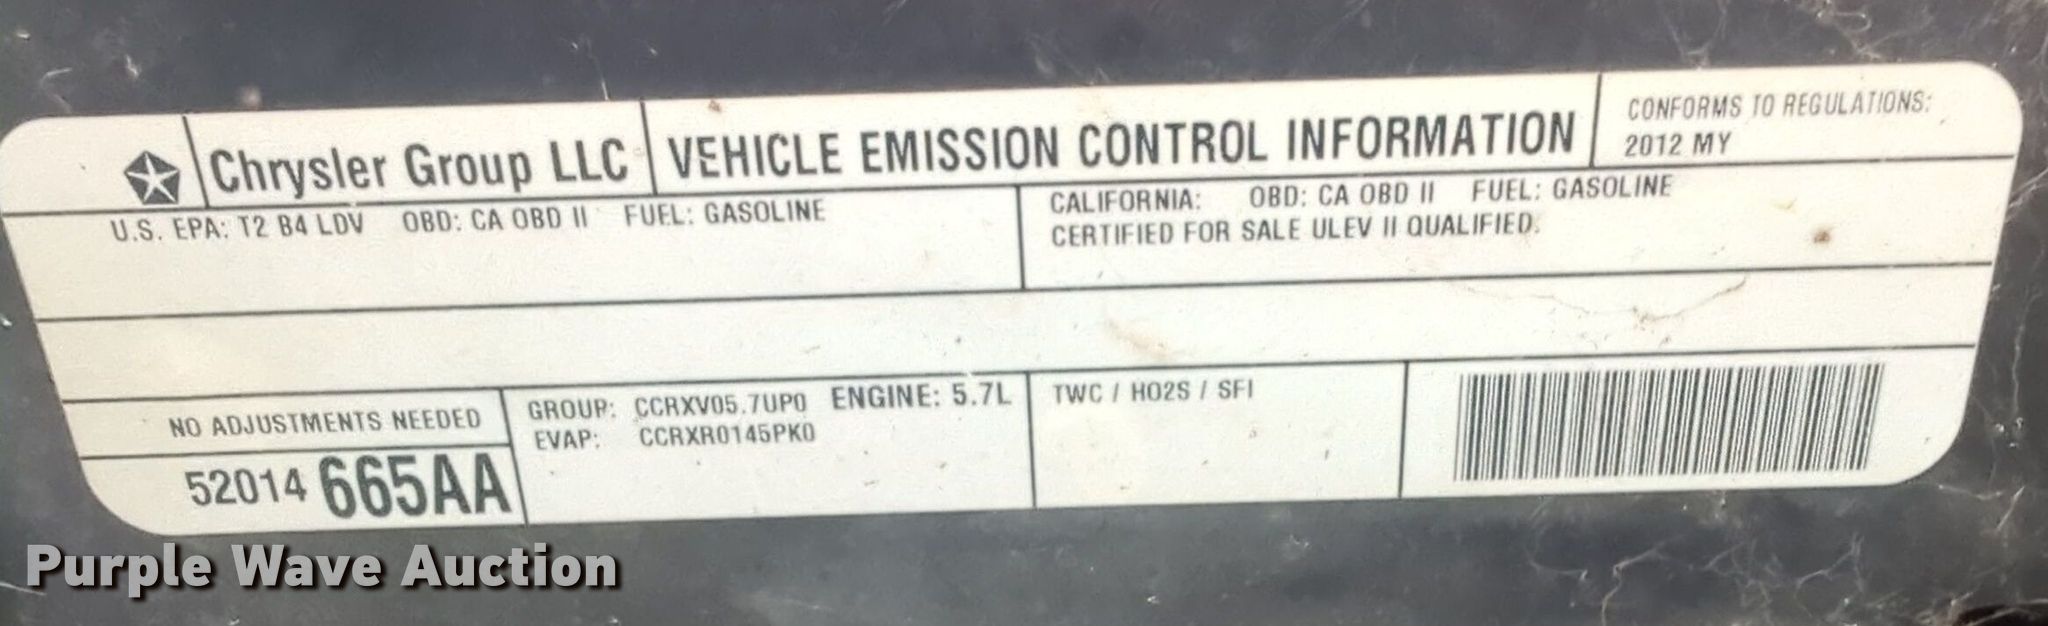 Chrysler Group LLC
VEHICLE EMISSION CONTROL INFORMATION
CONFORMS TO REGULATIONS:
2012 MY
U.S. EPA: T2 B4 LDV OBD: CA OBD II FUEL: GASOLINE
CALIFORNIA: OBD: CA OBD II FUEL: GASOLINE
CERTIFIED FOR SALE ULEV II QUALIFIED.
NO ADJUSTMENTS NEEDED
52014 665AA
GROUP: CCRXV05.7UP0 ENGINE: 5.7L
EVAP: CCRXR0145PK0
TWC / HO2S / SFI
Purple Wave Auction